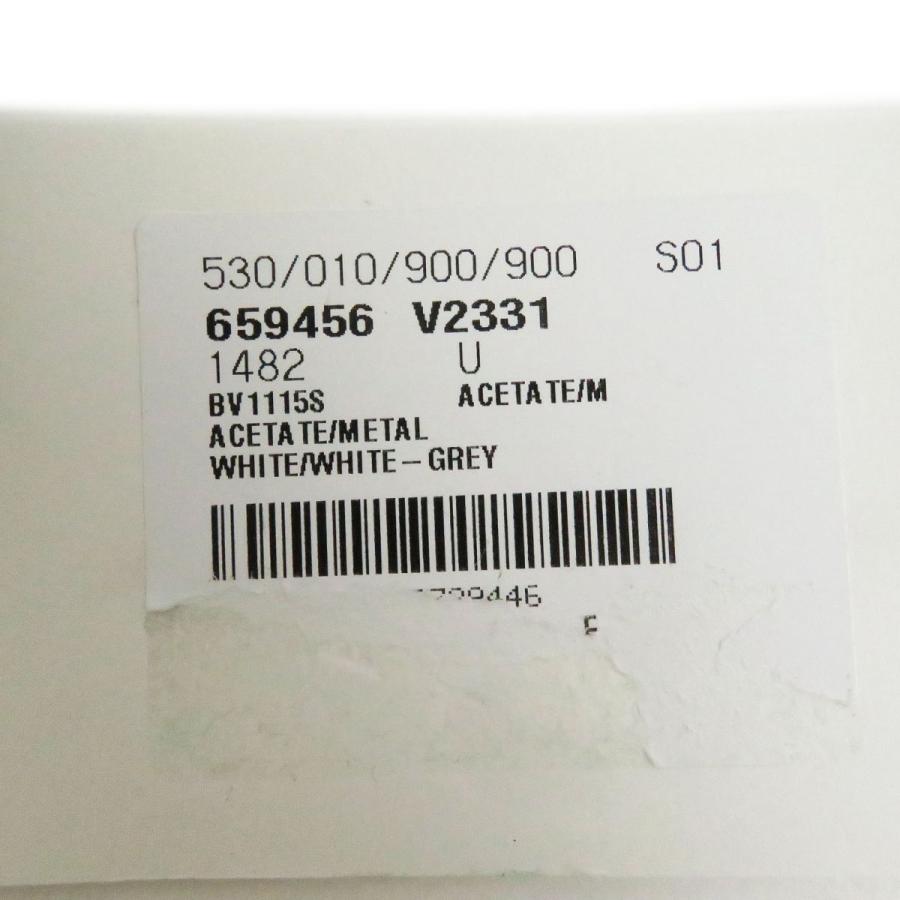 530/010/900/900 S01
659456 V2331
1482 U
BV1115S ACETATE/M
ACETATE/METAL
WHITE/WHITE-GREY